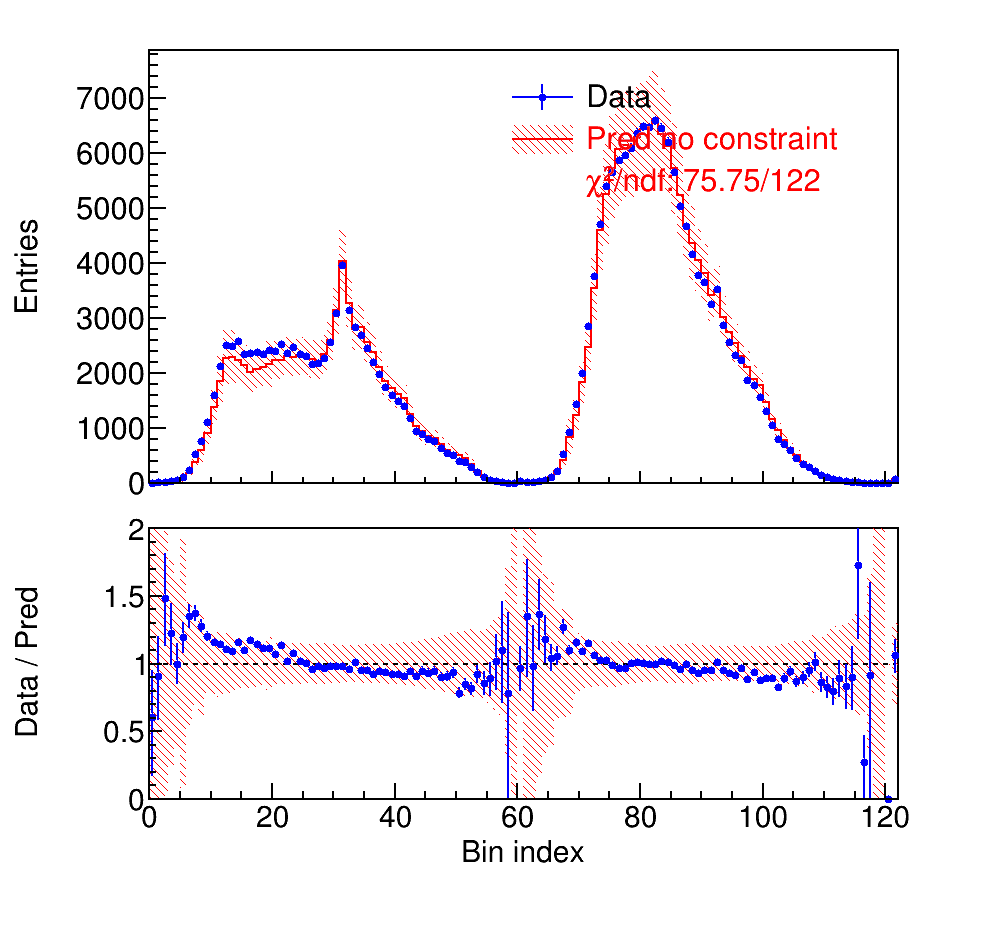 7000
6000
5000
4000
3000
2000
1000
0
Entries
Data
Pred no constraint
χ²/ndf: 75.75/122
2
1.5
1
0.5
0
Data / Pred
0 20 40 60 80 100 120
Bin index